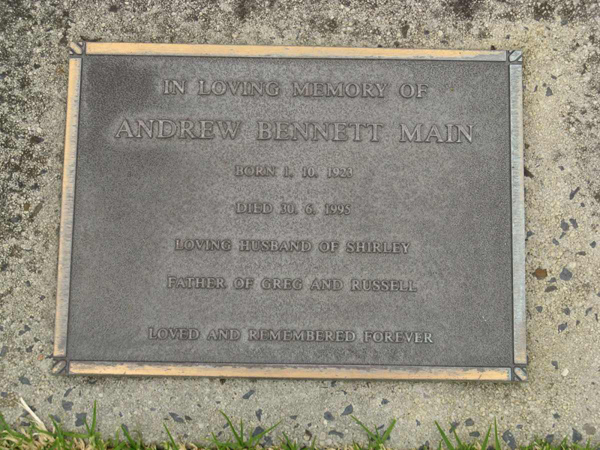 IN LOVING MEMORY OF
ANDREW BENNETT MAIN
BORN 1. 10. 1923
DIED 30. 6. 1995
LOVING HUSBAND OF SHIRLEY
FATHER OF GREG AND RUSSELL
LOVED AND REMEMBERED FOREVER